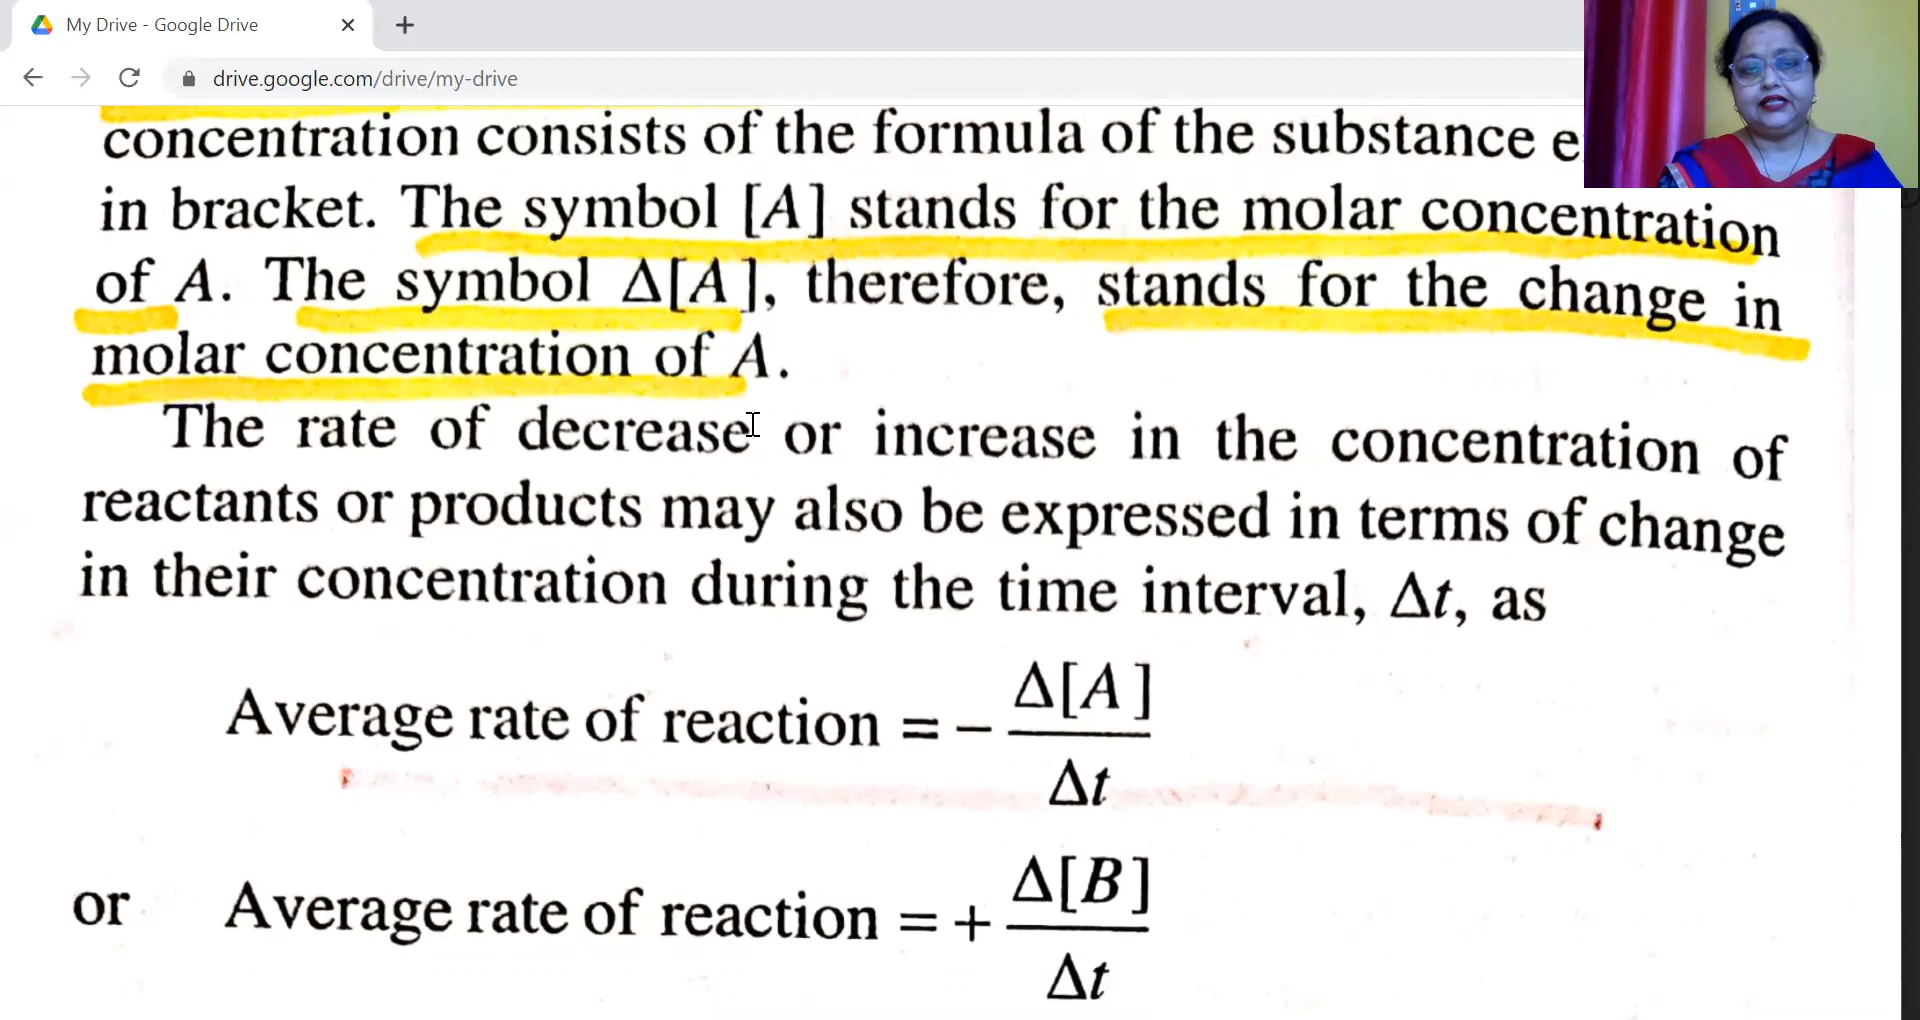 My Drive - Google Drive
drive.google.com/drive/my-drive
concentration consists of the formula of the substance
in bracket. The symbol [A] stands for the molar concentration
of A. The symbol Δ[A], therefore, stands for the change in
molar concentration of A.
The rate of decrease or increase in the concentration of
reactants or products may also be expressed in terms of change
in their concentration during the time interval, Δt, as
Average rate of reaction = − Δ[A]
Δt
or Average rate of reaction = + Δ[B]
Δt